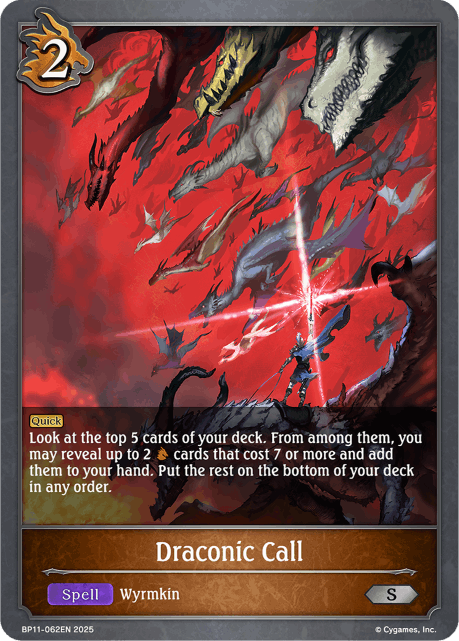 2
Quick
Look at the top 5 cards of your deck. From among them, you
may reveal up to 2 cards that cost 7 or more and add
them to your hand. Put the rest on the bottom of your deck
in any order.
Draconic Call
Spell Wyrmkin S
BP11-062EN 2025 © Cygames, Inc.